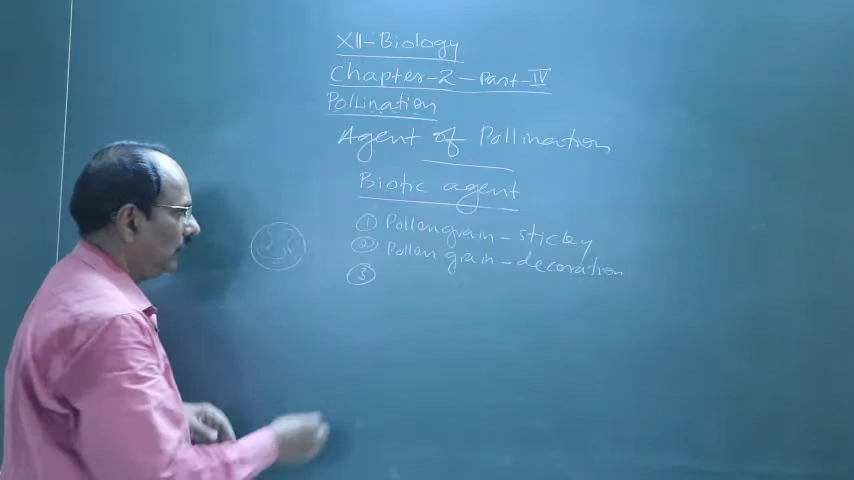 XII-Biology
Chapter-2-Part-IV
Pollination
Agent of Pollination
Biotic agent
① Pollengrain - sticky
② Pollen grain - decoration
③